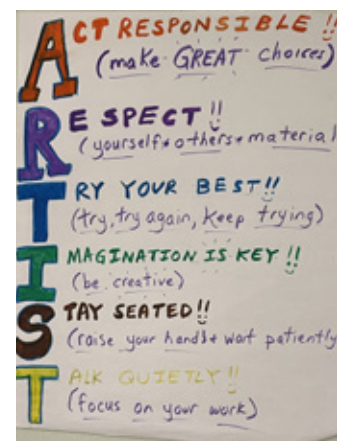 ACT RESPONSIBLE!!
(make GREAT choices)
RESPECT!!
(yourself + others + material
TRY YOUR BEST!!
(try, try again, keep trying)
IMAGINATION IS KEY!!
(be creative)
STAY SEATED!!
(raise your hand + wait patiently
TALK QUIETLY!!
(focus on your work)